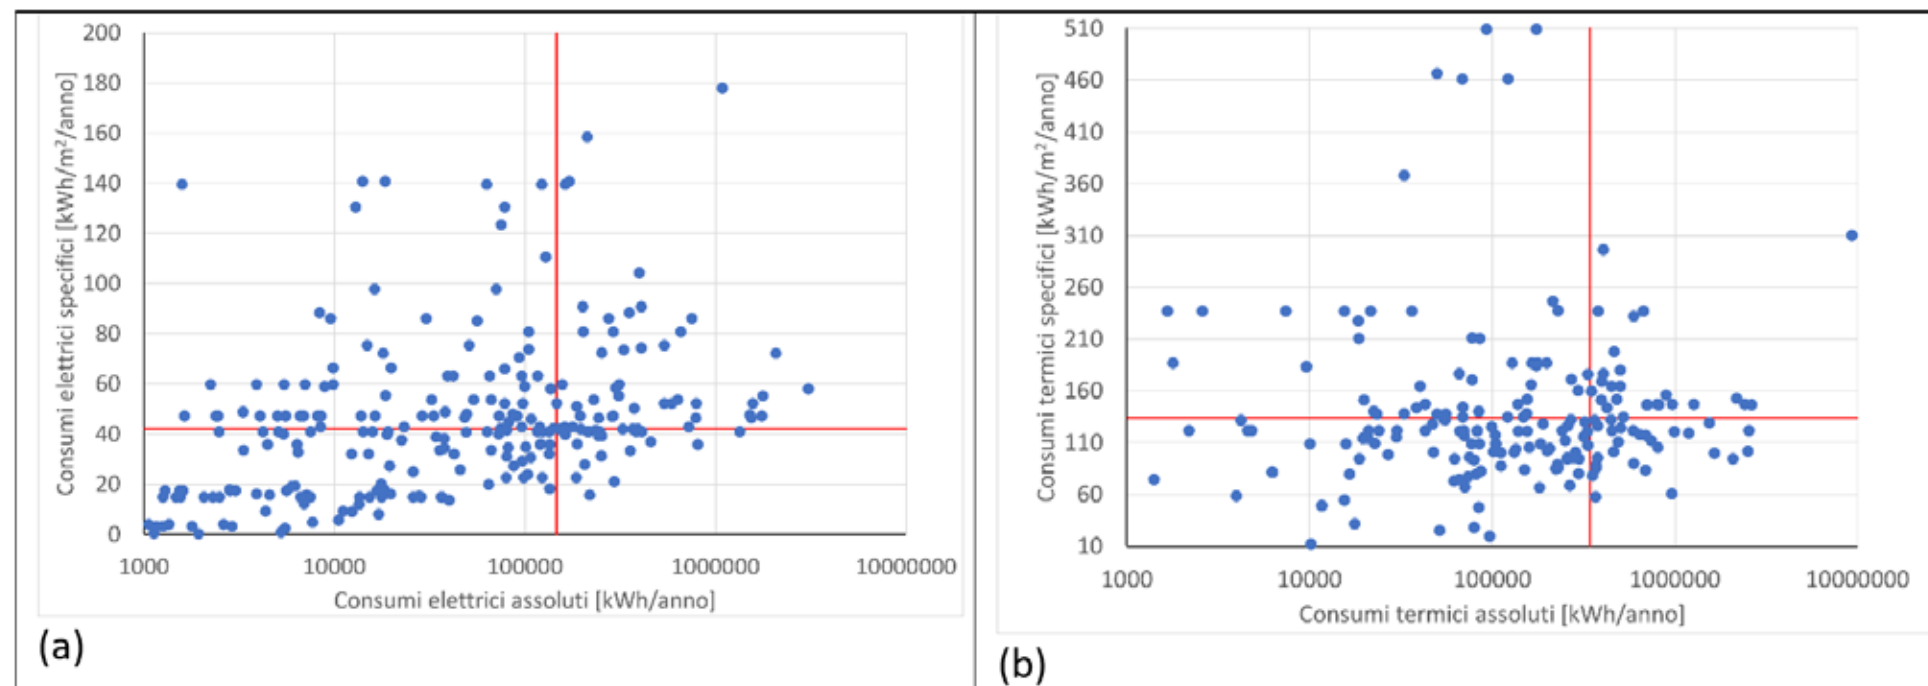 200
180
160
140
120
100
80
60
40
20
0
Consumi elettrici specifici [kWh/m²/anno]
1000 10000 100000 1000000 10000000
Consumi elettrici assoluti [kWh/anno]
(a)
510
460
410
360
310
260
210
160
110
60
10
Consumi termici specifici [kWh/m²/anno]
1000 10000 100000 1000000 10000000
Consumi termici assoluti [kWh/anno]
(b)